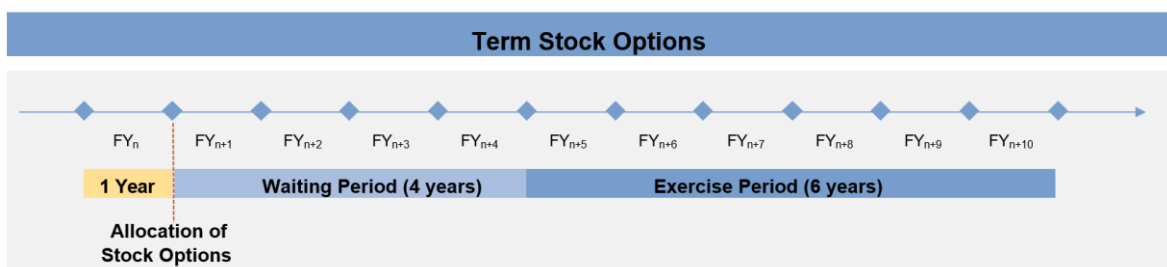 Term Stock Options
FYn FYn+1 FYn+2 FYn+3 FYn+4 FYn+5 FYn+6 FYn+7 FYn+8 FYn+9 FYn+10
1 Year Waiting Period (4 years) Exercise Period (6 years)
Allocation of
Stock Options